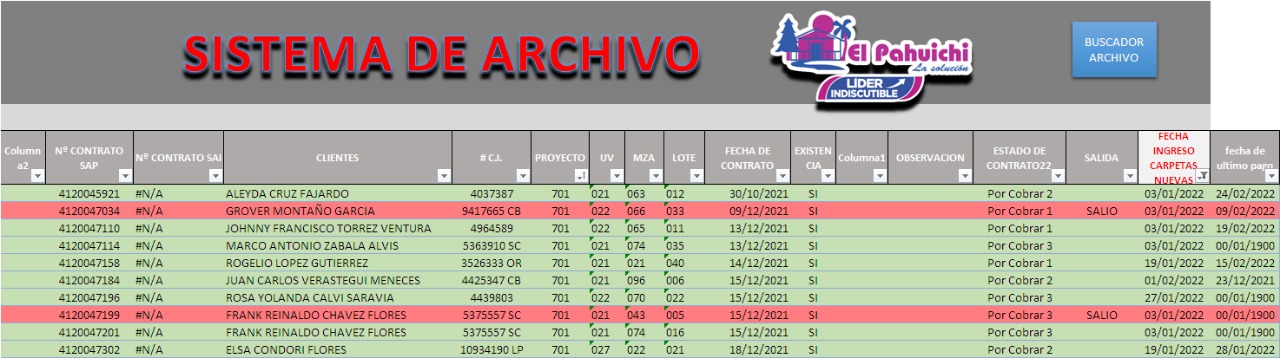 SISTEMA DE ARCHIVO
El Pahuichi
La solución
LIDER
INDISCUTIBLE
BUSCADOR
ARCHIVO
Columna2 Nº CONTRATO SAP Nº CONTRATO SAI CLIENTES # C.I. PROYECTO UV MZA LOTE FECHA DE CONTRATO EXISTENCIA Columna1 OBSERVACION ESTADO DE CONTRATO22 SALIDA FECHA INGRESO CARPETAS NUEVAS fecha de ultimo pago
4120045921 #N/A ALEYDA CRUZ FAJARDO 4037387 701 021 063 012 30/10/2021 SI Por Cobrar 2 03/01/2022 24/02/2022
4120047034 #N/A GROVER MONTAÑO GARCIA 9417665 CB 701 022 066 033 09/12/2021 SI Por Cobrar 1 SALIO 03/01/2022 09/02/2022
4120047110 #N/A JOHNNY FRANCISCO TORREZ VENTURA 4964589 701 022 065 011 13/12/2021 SI Por Cobrar 1 03/01/2022 19/02/2022
4120047114 #N/A MARCO ANTONIO ZABALA ALVIS 5363910 SC 701 021 074 035 13/12/2021 SI Por Cobrar 3 03/01/2022 00/01/1900
4120047158 #N/A ROGELIO LOPEZ GUTIERREZ 3526333 OR 701 021 021 040 14/12/2021 SI Por Cobrar 1 19/01/2022 15/02/2022
4120047184 #N/A JUAN CARLOS VERASTEGUI MENECES 4425347 CB 701 021 096 006 15/12/2021 SI Por Cobrar 2 01/02/2022 23/12/2021
4120047196 #N/A ROSA YOLANDA CALVI SARAVIA 4439803 701 022 070 022 15/12/2021 SI Por Cobrar 3 27/01/2022 00/01/1900
4120047199 #N/A FRANK REINALDO CHAVEZ FLORES 5375557 SC 701 021 043 005 15/12/2021 SI Por Cobrar 3 SALIO 03/01/2022 00/01/1900
4120047201 #N/A FRANK REINALDO CHAVEZ FLORES 5375557 SC 701 021 074 016 15/12/2021 SI Por Cobrar 3 03/01/2022 00/01/1900
4120047302 #N/A ELSA CONDORI FLORES 10934190 LP 701 027 022 021 18/12/2021 SI Por Cobrar 2 19/01/2022 28/01/2022